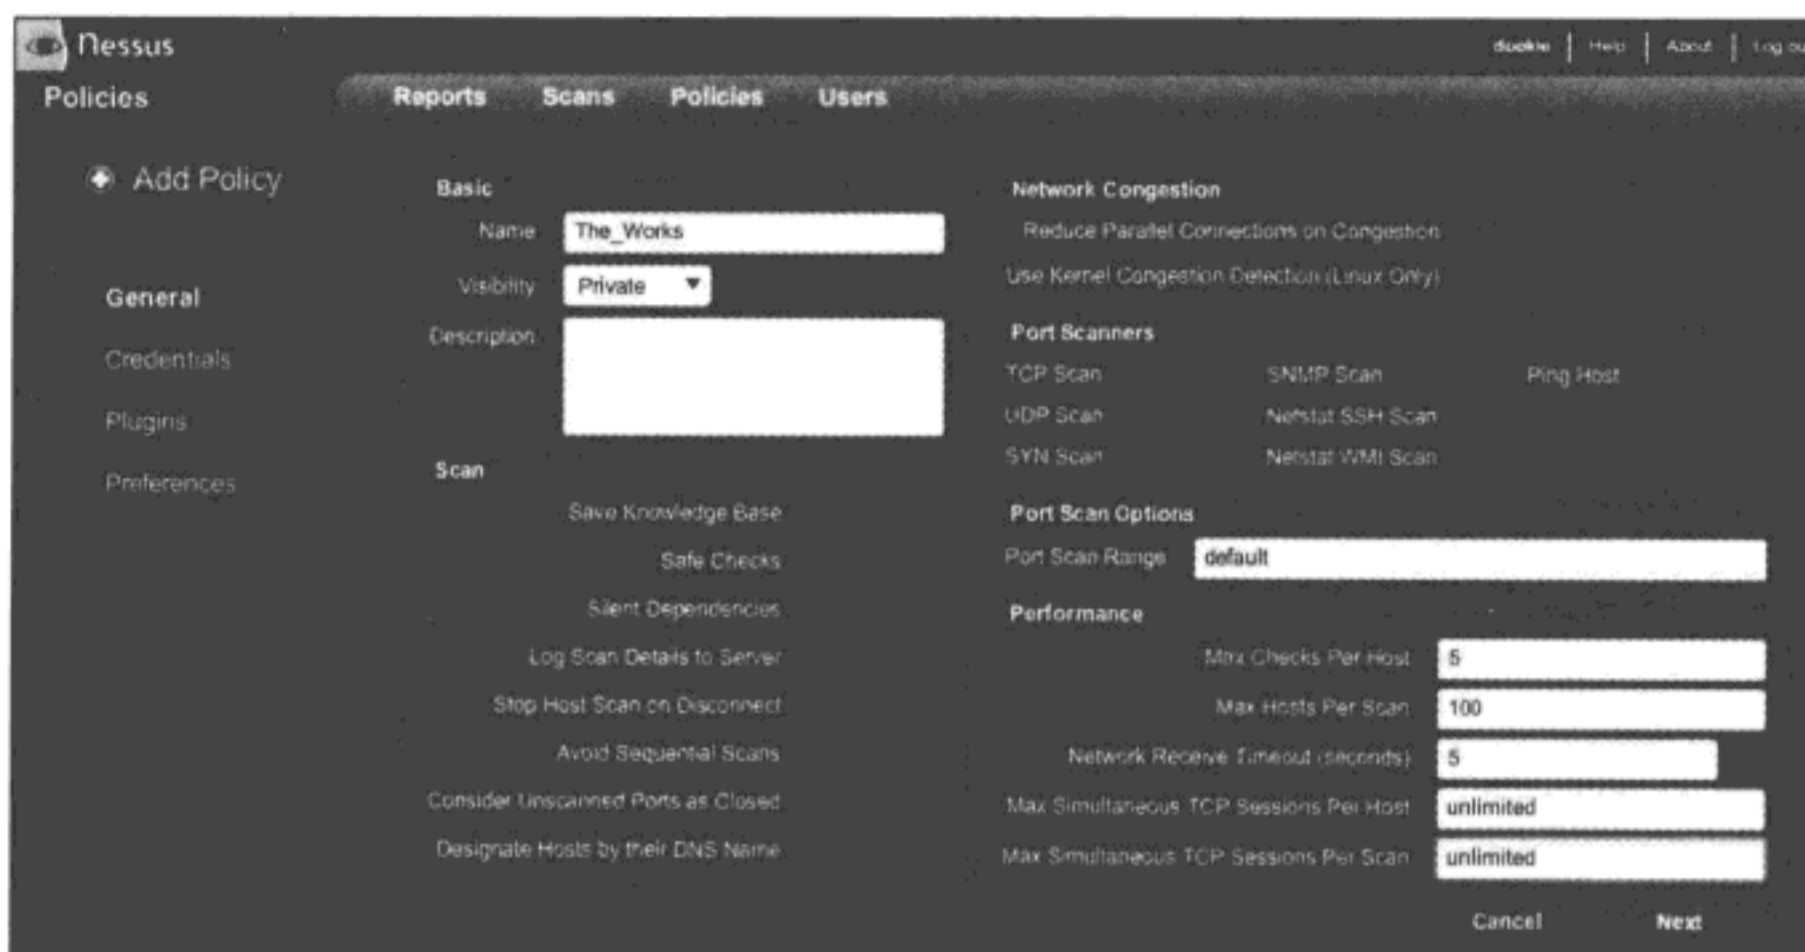 nessus
dookie | Help | About | Log ou
Policies
Reports Scans Policies Users
Add Policy
General
Credentials
Plugins
Preferences
Basic
Name The_Works
Visibility Private
Description
Scan
Save Knowledge Base
Safe Checks
Silent Dependencies
Log Scan Details to Server
Stop Host Scan on Disconnect
Avoid Sequential Scans
Consider Unscanned Ports as Closed
Designate Hosts by their DNS Name
Network Congestion
Reduce Parallel Connections on Congestion
Use Kernel Congestion Detection (Linux Only)
Port Scanners
TCP Scan SNMP Scan Ping Host
UDP Scan Netstat SSH Scan
SYN Scan Netstat WMI Scan
Port Scan Options
Port Scan Range default
Performance
Max Checks Per Host 5
Max Hosts Per Scan 100
Network Receive Timeout (seconds) 5
Max Simultaneous TCP Sessions Per Host unlimited
Max Simultaneous TCP Sessions Per Scan unlimited
Cancel Next